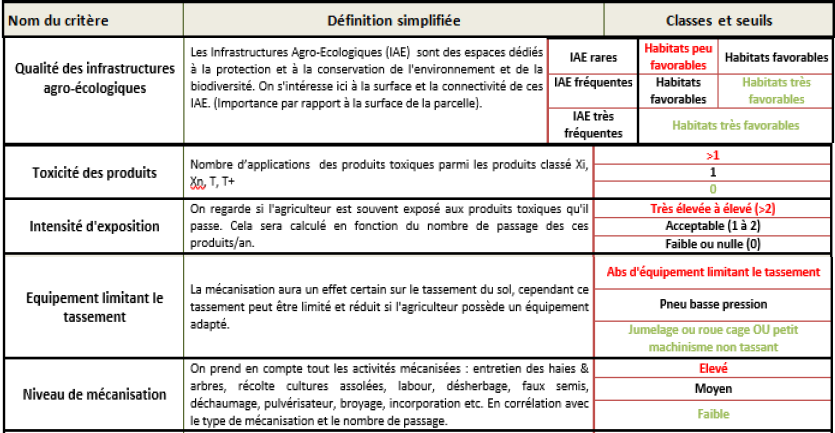 Nom du critère
Définition simplifiée
Classes et seuils
Qualité des infrastructures
agro-écologiques
Les Infrastructures Agro-Ecologiques (IAE) sont des espaces dédiés
à la protection et à la conservation de l'environnement et de la
biodiversité. On s'intéresse ici à la surface et la connectivité de ces
IAE. (Importance par rapport à la surface de la parcelle).
IAE rares
Habitats peu
favorables
Habitats favorables
IAE fréquentes
Habitats
favorables
Habitats très
favorables
IAE très
fréquentes
Habitats très favorables
Toxicité des produits
Nombre d'applications des produits toxiques parmi les produits classé Xi,
Xn, T, T+
>1
1
0
Intensité d'exposition
On regarde si l'agriculteur est souvent exposé aux produits toxiques qu'il
passe. Cela sera calculé en fonction du nombre de passage des ces
produits/an.
Très élevée à élevé (>2)
Acceptable (1 à 2)
Faible ou nulle (0)
Equipement limitant le
tassement
La mécanisation aura un effet certain sur le tassement du sol, cependant ce
tassement peut être limité et réduit si l'agriculteur possède un équipement
adapté.
Abs d'équipement limitant le tassement
Pneu basse pression
Jumelage ou roue cage OU petit
machinisme non tassant
Niveau de mécanisation
On prend en compte tout les activités mécanisées : entretien des haies &
arbres, récolte cultures assolées, labour, désherbage, faux semis,
déchaumage, pulvérisateur, broyage, incorporation etc. En corrélation avec
le type de mécanisation et le nombre de passage.
Elevé
Moyen
Faible